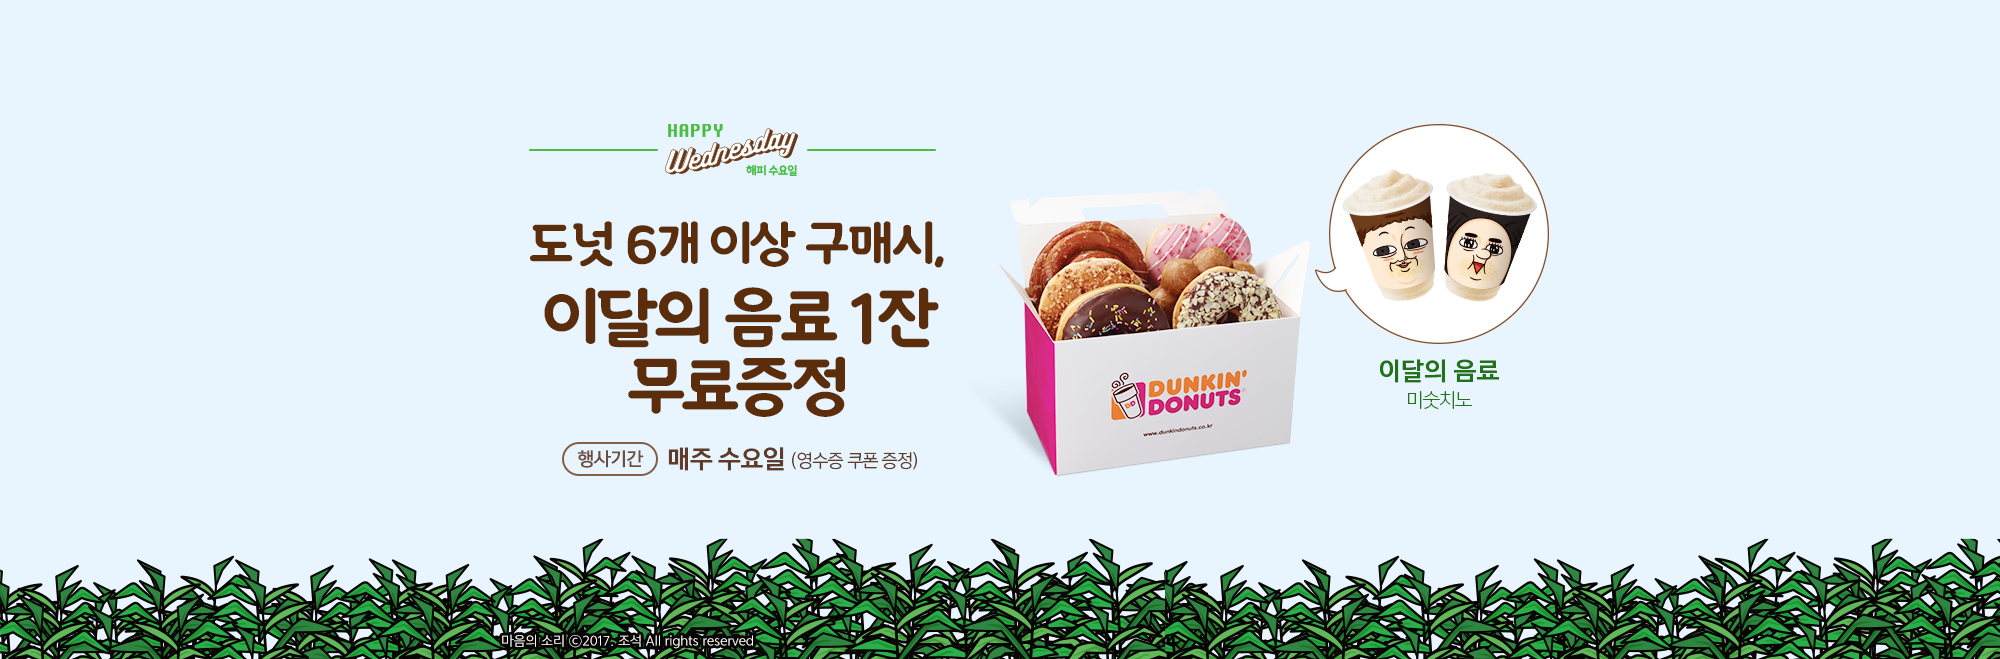 HAPPY
Wednesday
해피 수요일
도넛 6개 이상 구매시,
이달의 음료 1잔
무료증정
행사기간 매주 수요일 (영수증 쿠폰 증정)
DUNKIN'
DONUTS
www.dunkindonuts.co.kr
이달의 음료
미숫치노
마음의 소리 ⓒ2017. 조석 All rights reserved